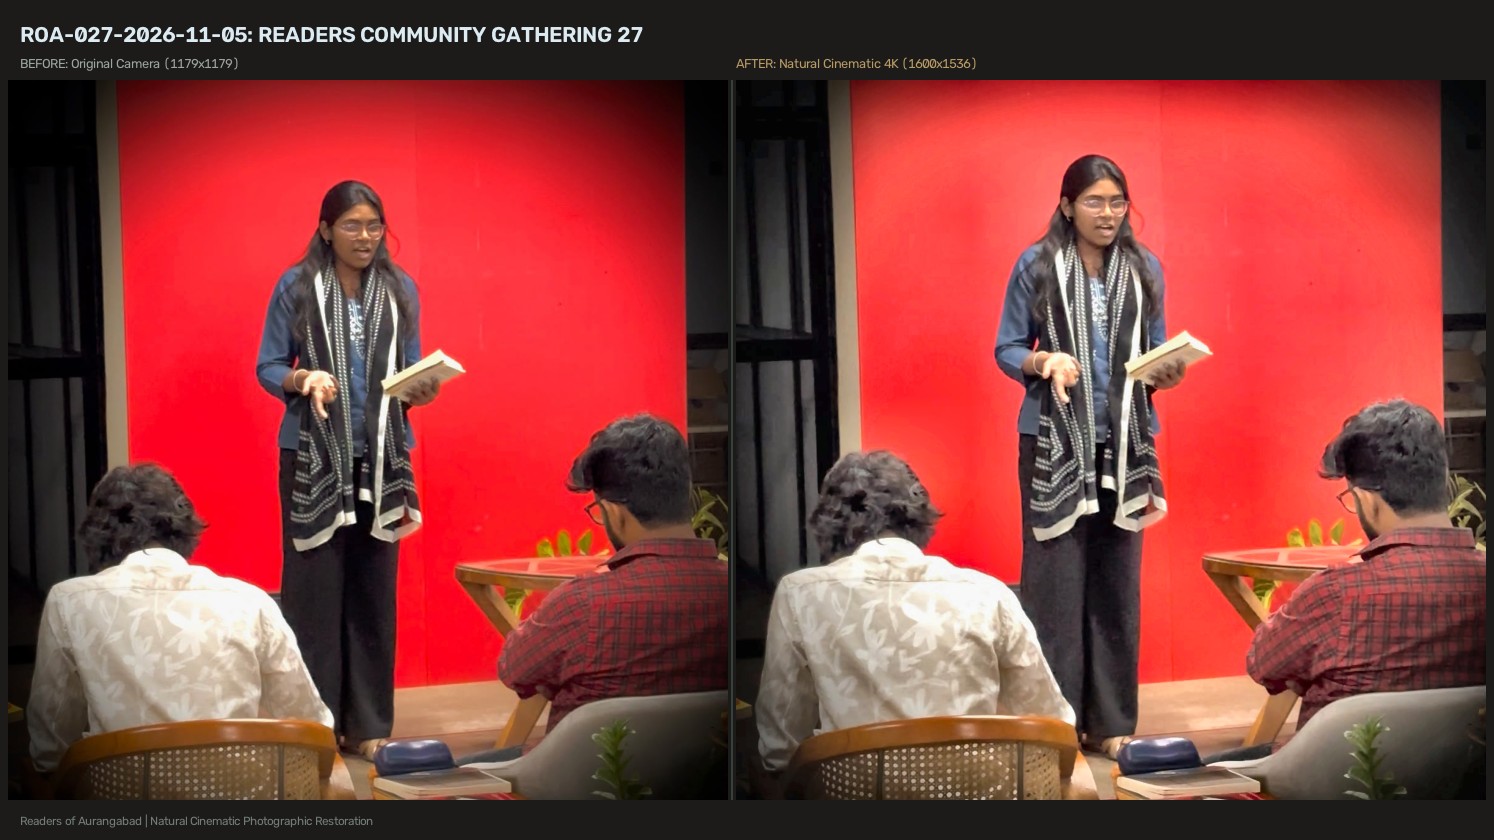 ROA-027-2026-11-05: READERS COMMUNITY GATHERING 27
BEFORE: Original Camera (1179x1179)
AFTER: Natural Cinematic 4K (1600x1536)
Readers of Aurangabad | Natural Cinematic Photographic Restoration